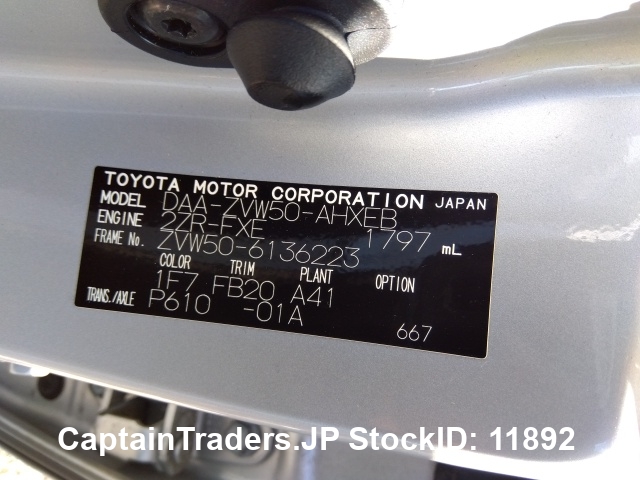 TOYOTA MOTOR CORPORATION JAPAN
MODEL DAA-ZVW50-AHXEB
ENGINE 2ZR-FXE 1797 mL
FRAME No. ZVW50-6136223
COLOR TRIM PLANT OPTION
1F7 FB20 A41
TRANS./AXLE P610 -01A
667
CaptainTraders.JP StockID: 11892